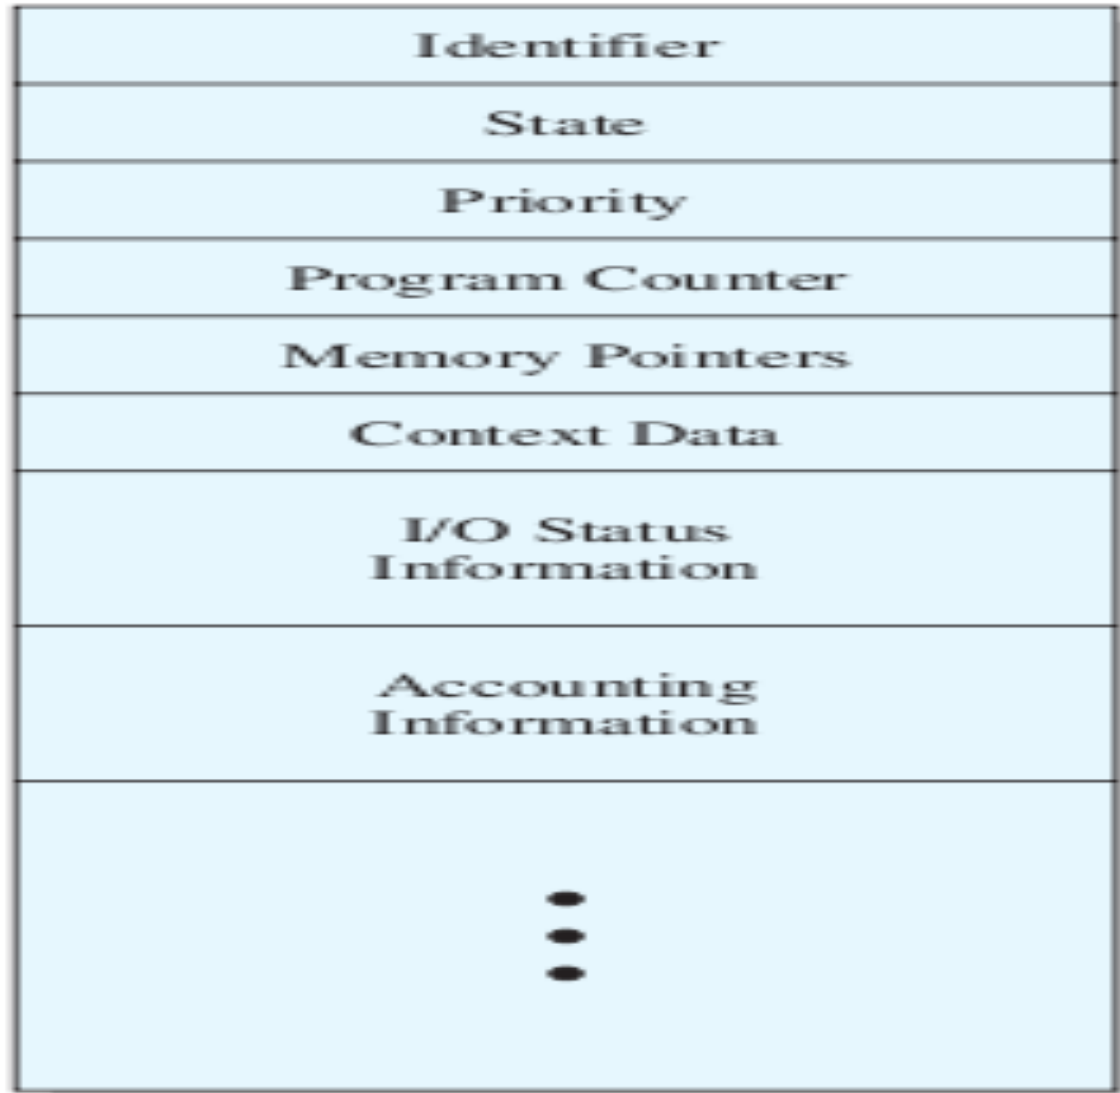 Identifier
State
Priority
Program Counter
Memory Pointers
Context Data
I/O Status
Information
Accounting
Information